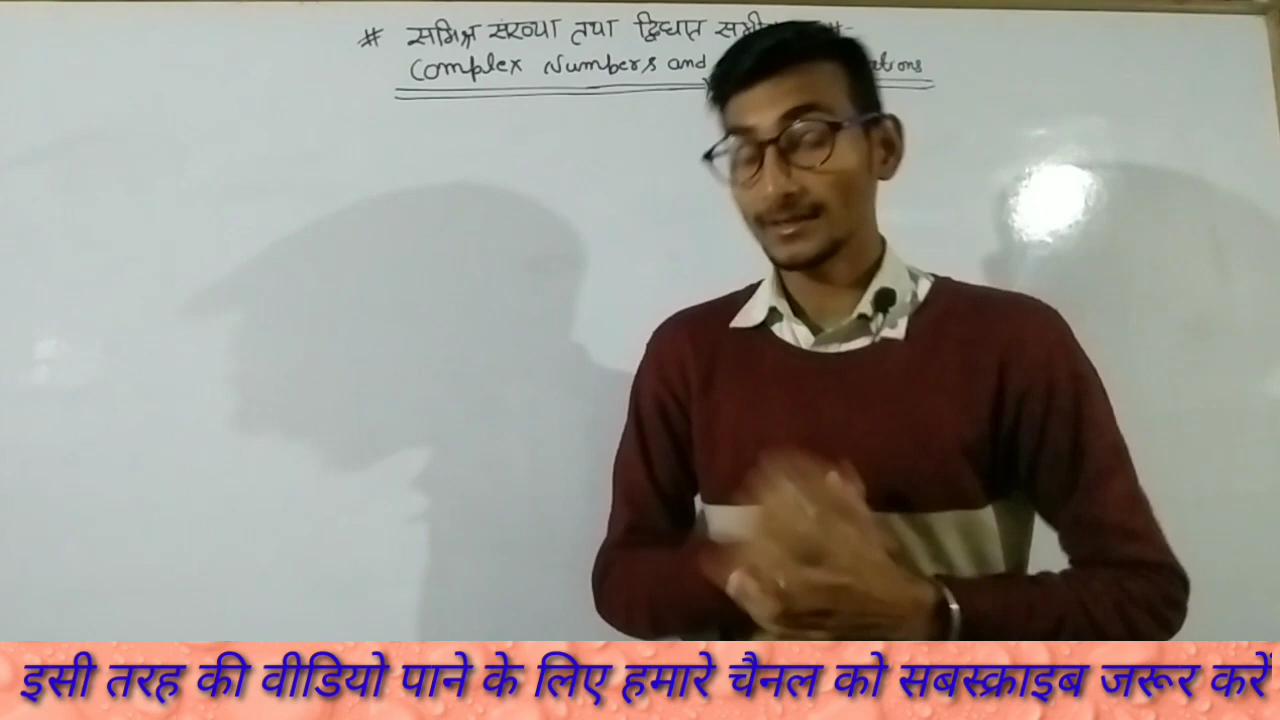 # समिश्र संख्या तथा द्विघात
Complex Numbers and
इसी तरह की वीडियो पाने के लिए हमारे चैनल को सबस्क्राइब जरूर करें